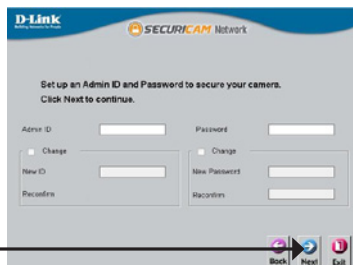 D-Link
Building Networks for People
SECURICAM Network
Set up an Admin ID and Password to secure your camera.
Click Next to continue.
Admin ID
Password
Change
Change
New ID
New Password
Reconfirm
Reconfirm
Back
Next
Exit